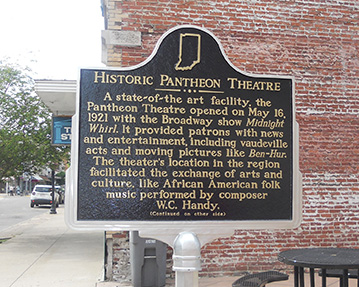 HISTORIC PANTHEON THEATRE
A state-of-the art facility, the
Pantheon Theatre opened on May 16,
1921 with the Broadway show Midnight
Whirl. It provided patrons with news
and entertainment, including vaudeville
acts and moving pictures like Ben-Hur.
The theater's location in the region
facilitated the exchange of arts and
culture, like African American folk
music performed by composer
W.C. Handy.
(Continued on other side)